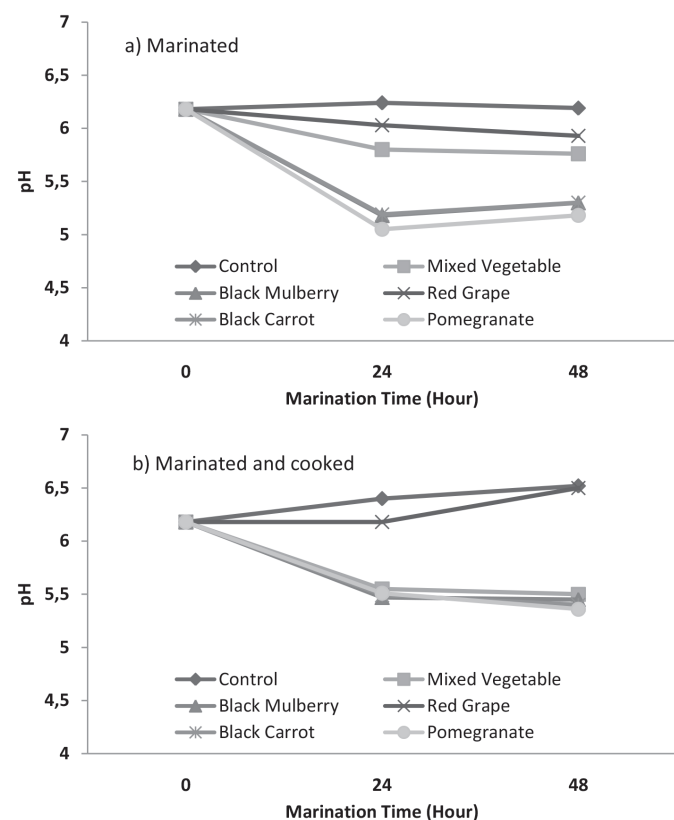 7
a) Marinated
6,5
6
5,5
pH
5
Control Mixed Vegetable
4,5
Black Mulberry Red Grape
Black Carrot Pomegranate
4
0 24 48
Marination Time (Hour)
7
b) Marinated and cooked
6,5
6
5,5
pH
5
Control Mixed Vegetable
4,5
Black Mulberry Red Grape
Black Carrot Pomegranate
4
0 24 48
Marination Time (Hour)